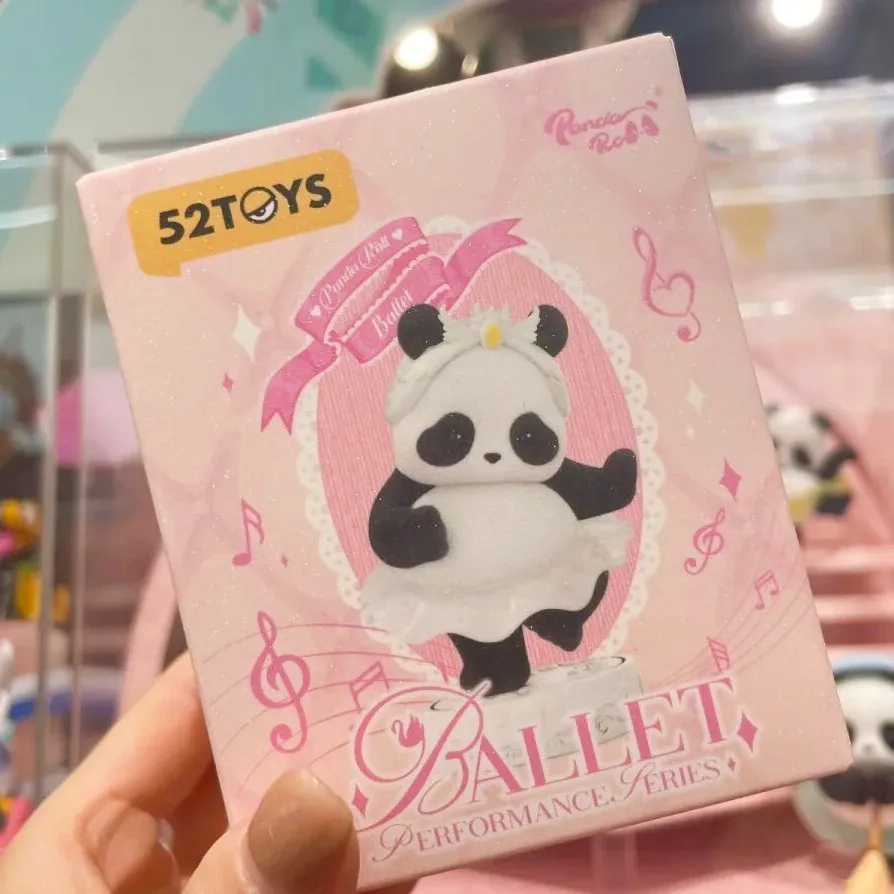 52TOYS
Panda
Roll
Panda Roll
Ballet
BALLET
PERFORMANCE SERIES